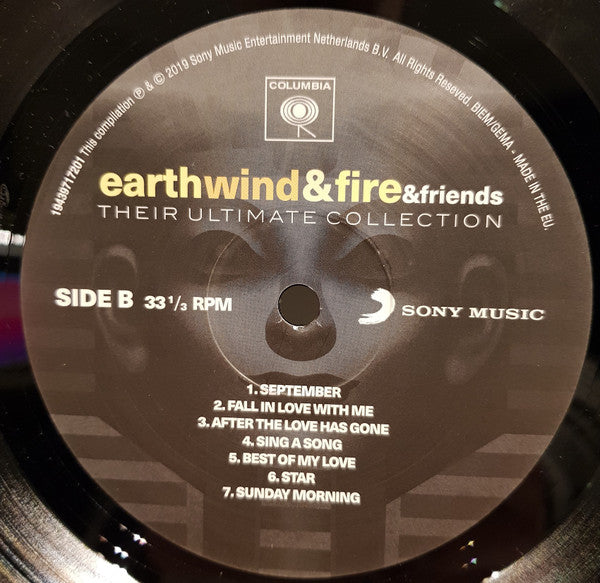 19439717201 This compilation ℗ & © 2019 Sony Music Entertainment Netherlands B.V. All Rights Reseved. BIEM/GEMA - MADE IN THE EU.
COLUMBIA
earthwind&fire&friends
THEIR ULTIMATE COLLECTION
SIDE B 33 1/3 RPM
SONY MUSIC
1. SEPTEMBER
2. FALL IN LOVE WITH ME
3. AFTER THE LOVE HAS GONE
4. SING A SONG
5. BEST OF MY LOVE
6. STAR
7. SUNDAY MORNING